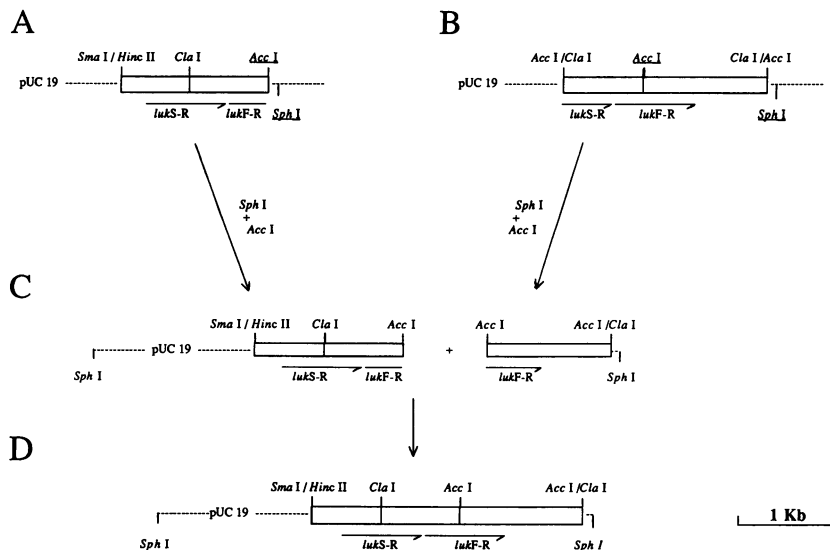 A
Sma I / Hinc II Cla I Acc I
pUC 19
lukS-R lukF-R Sph I
B
Acc I /Cla I Acc I Cla I /Acc I
pUC 19
lukS-R lukF-R Sph I
Sph I
+
Acc I
Sph I
+
Acc I
C
Sma I / Hinc II Cla I Acc I Acc I Acc I /Cla I
pUC 19 +
Sph I lukS-R lukF-R lukF-R Sph I
D
Sma I / Hinc II Cla I Acc I Acc I /Cla I
pUC 19
Sph I lukS-R lukF-R Sph I
1 Kb